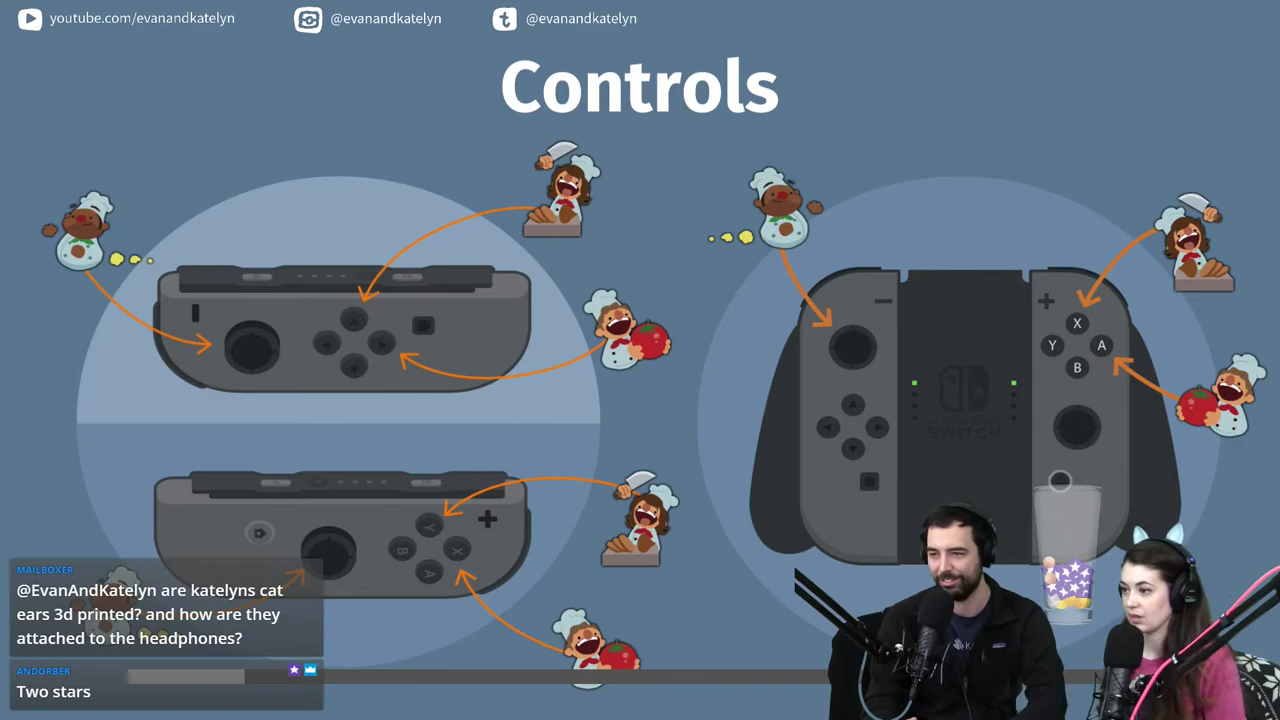 youtube.com/evanandkatelyn
@evanandkatelyn
@evanandkatelyn
Controls
X
Y
A
B
SWITCH
Y
B
X
A
MAILBOXER
@EvanAndKatelyn are katelyns cat
ears 3d printed? and how are they
attached to the headphones?
ANDORBER
Two stars